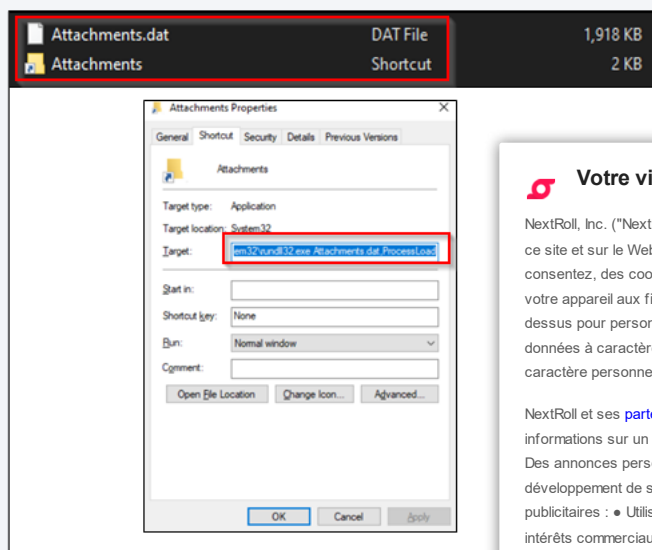 Attachments.dat DAT File 1,918 KB
Attachments Shortcut 2 KB
Attachments Properties
General Shortcut Security Details Previous Versions
Attachments
Target type: Application
Target location: System32
Target: em32\rundll32.exe Attachments.dat,ProcessLoad
Start in:
Shortcut key: None
Run: Normal window
Comment:
Open File Location Change Icon... Advanced...
OK Cancel Apply
Votre vi
NextRoll, Inc. ("Next
ce site et sur le Web
consentez, des coo
votre appareil aux fi
dessus pour person
données à caractère
caractère personne
NextRoll et ses parte
informations sur un
Des annonces perso
développement de s
publicitaires : ● Utilis
intérêts commerciau